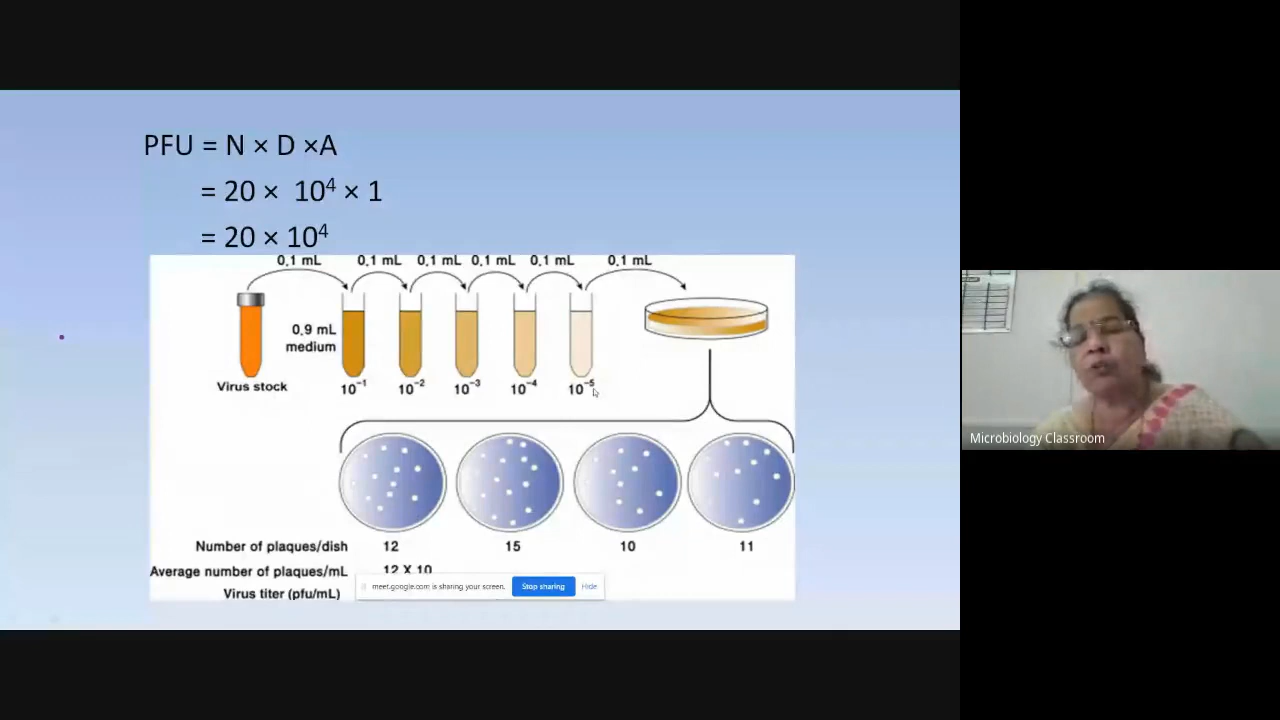 PFU = N × D ×A
= 20 × 10⁴ × 1
= 20 × 10⁴
0.1 mL 0.1 mL 0.1 mL 0.1 mL 0.1 mL 0.1 mL
0.9 mL
medium
Virus stock
10⁻¹ 10⁻² 10⁻³ 10⁻⁴ 10⁻⁵
Number of plaques/dish 12 15 10 11
Average number of plaques/mL 12 X 10
meet.google.com is sharing your screen. Stop sharing Hide
Virus titer (pfu/mL)
Microbiology Classroom